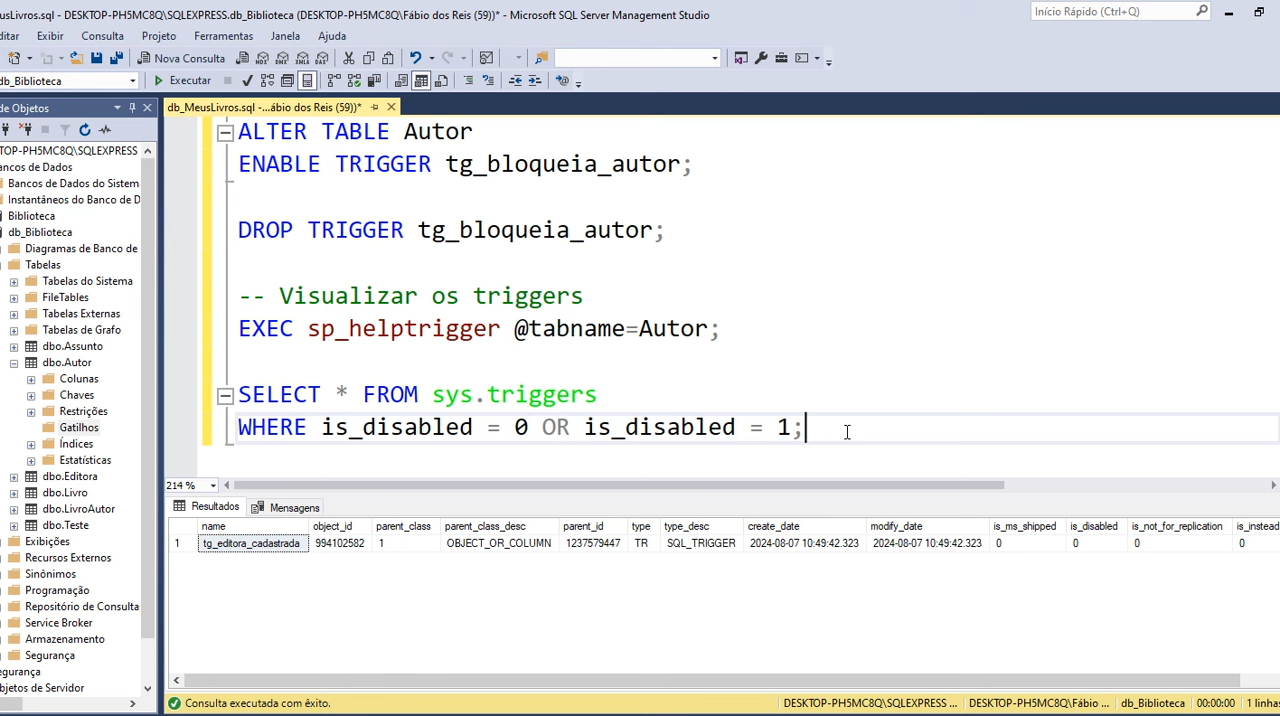 eusLivros.sql - DESKTOP-PH5MC8Q\SQLEXPRESS.db_Biblioteca (DESKTOP-PH5MC8Q\Fábio dos Reis (59))* - Microsoft SQL Server Management Studio
Início Rápido (Ctrl+Q)
ditar Exibir Consulta Projeto Ferramentas Janela Ajuda
Nova Consulta
db_Biblioteca Executar
de Objetos
db_MeusLivros.sql -...ábio dos Reis (59))*
TOP-PH5MC8Q\SQLEXPRESS
ancos de Dados
Bancos de Dados do Sistem
Instantâneos do Banco de D
Biblioteca
db_Biblioteca
Diagramas de Banco de
Tabelas
Tabelas do Sistema
FileTables
Tabelas Externas
Tabelas de Grafo
dbo.Assunto
dbo.Autor
Colunas
Chaves
Restrições
Gatilhos
Índices
Estatísticas
dbo.Editora
dbo.Livro
dbo.LivroAutor
dbo.Teste
Exibições
Recursos Externos
Sinônimos
Programação
Repositório de Consulta
Service Broker
Armazenamento
Segurança
egurança
bjetos de Servidor
ALTER TABLE Autor
ENABLE TRIGGER tg_bloqueia_autor;
DROP TRIGGER tg_bloqueia_autor;
-- Visualizar os triggers
EXEC sp_helptrigger @tabname=Autor;
SELECT * FROM sys.triggers
WHERE is_disabled = 0 OR is_disabled = 1;
214 %
Resultados Mensagens
name object_id parent_class parent_class_desc parent_id type type_desc create_date modify_date is_ms_shipped is_disabled is_not_for_replication is_instead
1 tg_editora_cadastrada 994102582 1 OBJECT_OR_COLUMN 1237579447 TR SQL_TRIGGER 2024-08-07 10:49:42.323 2024-08-07 10:49:42.323 0 0 0 0
Consulta executada com êxito. DESKTOP-PH5MC8Q\SQLEXPRESS ... DESKTOP-PH5MC8Q\Fábio ... db_Biblioteca 00:00:00 1 linha